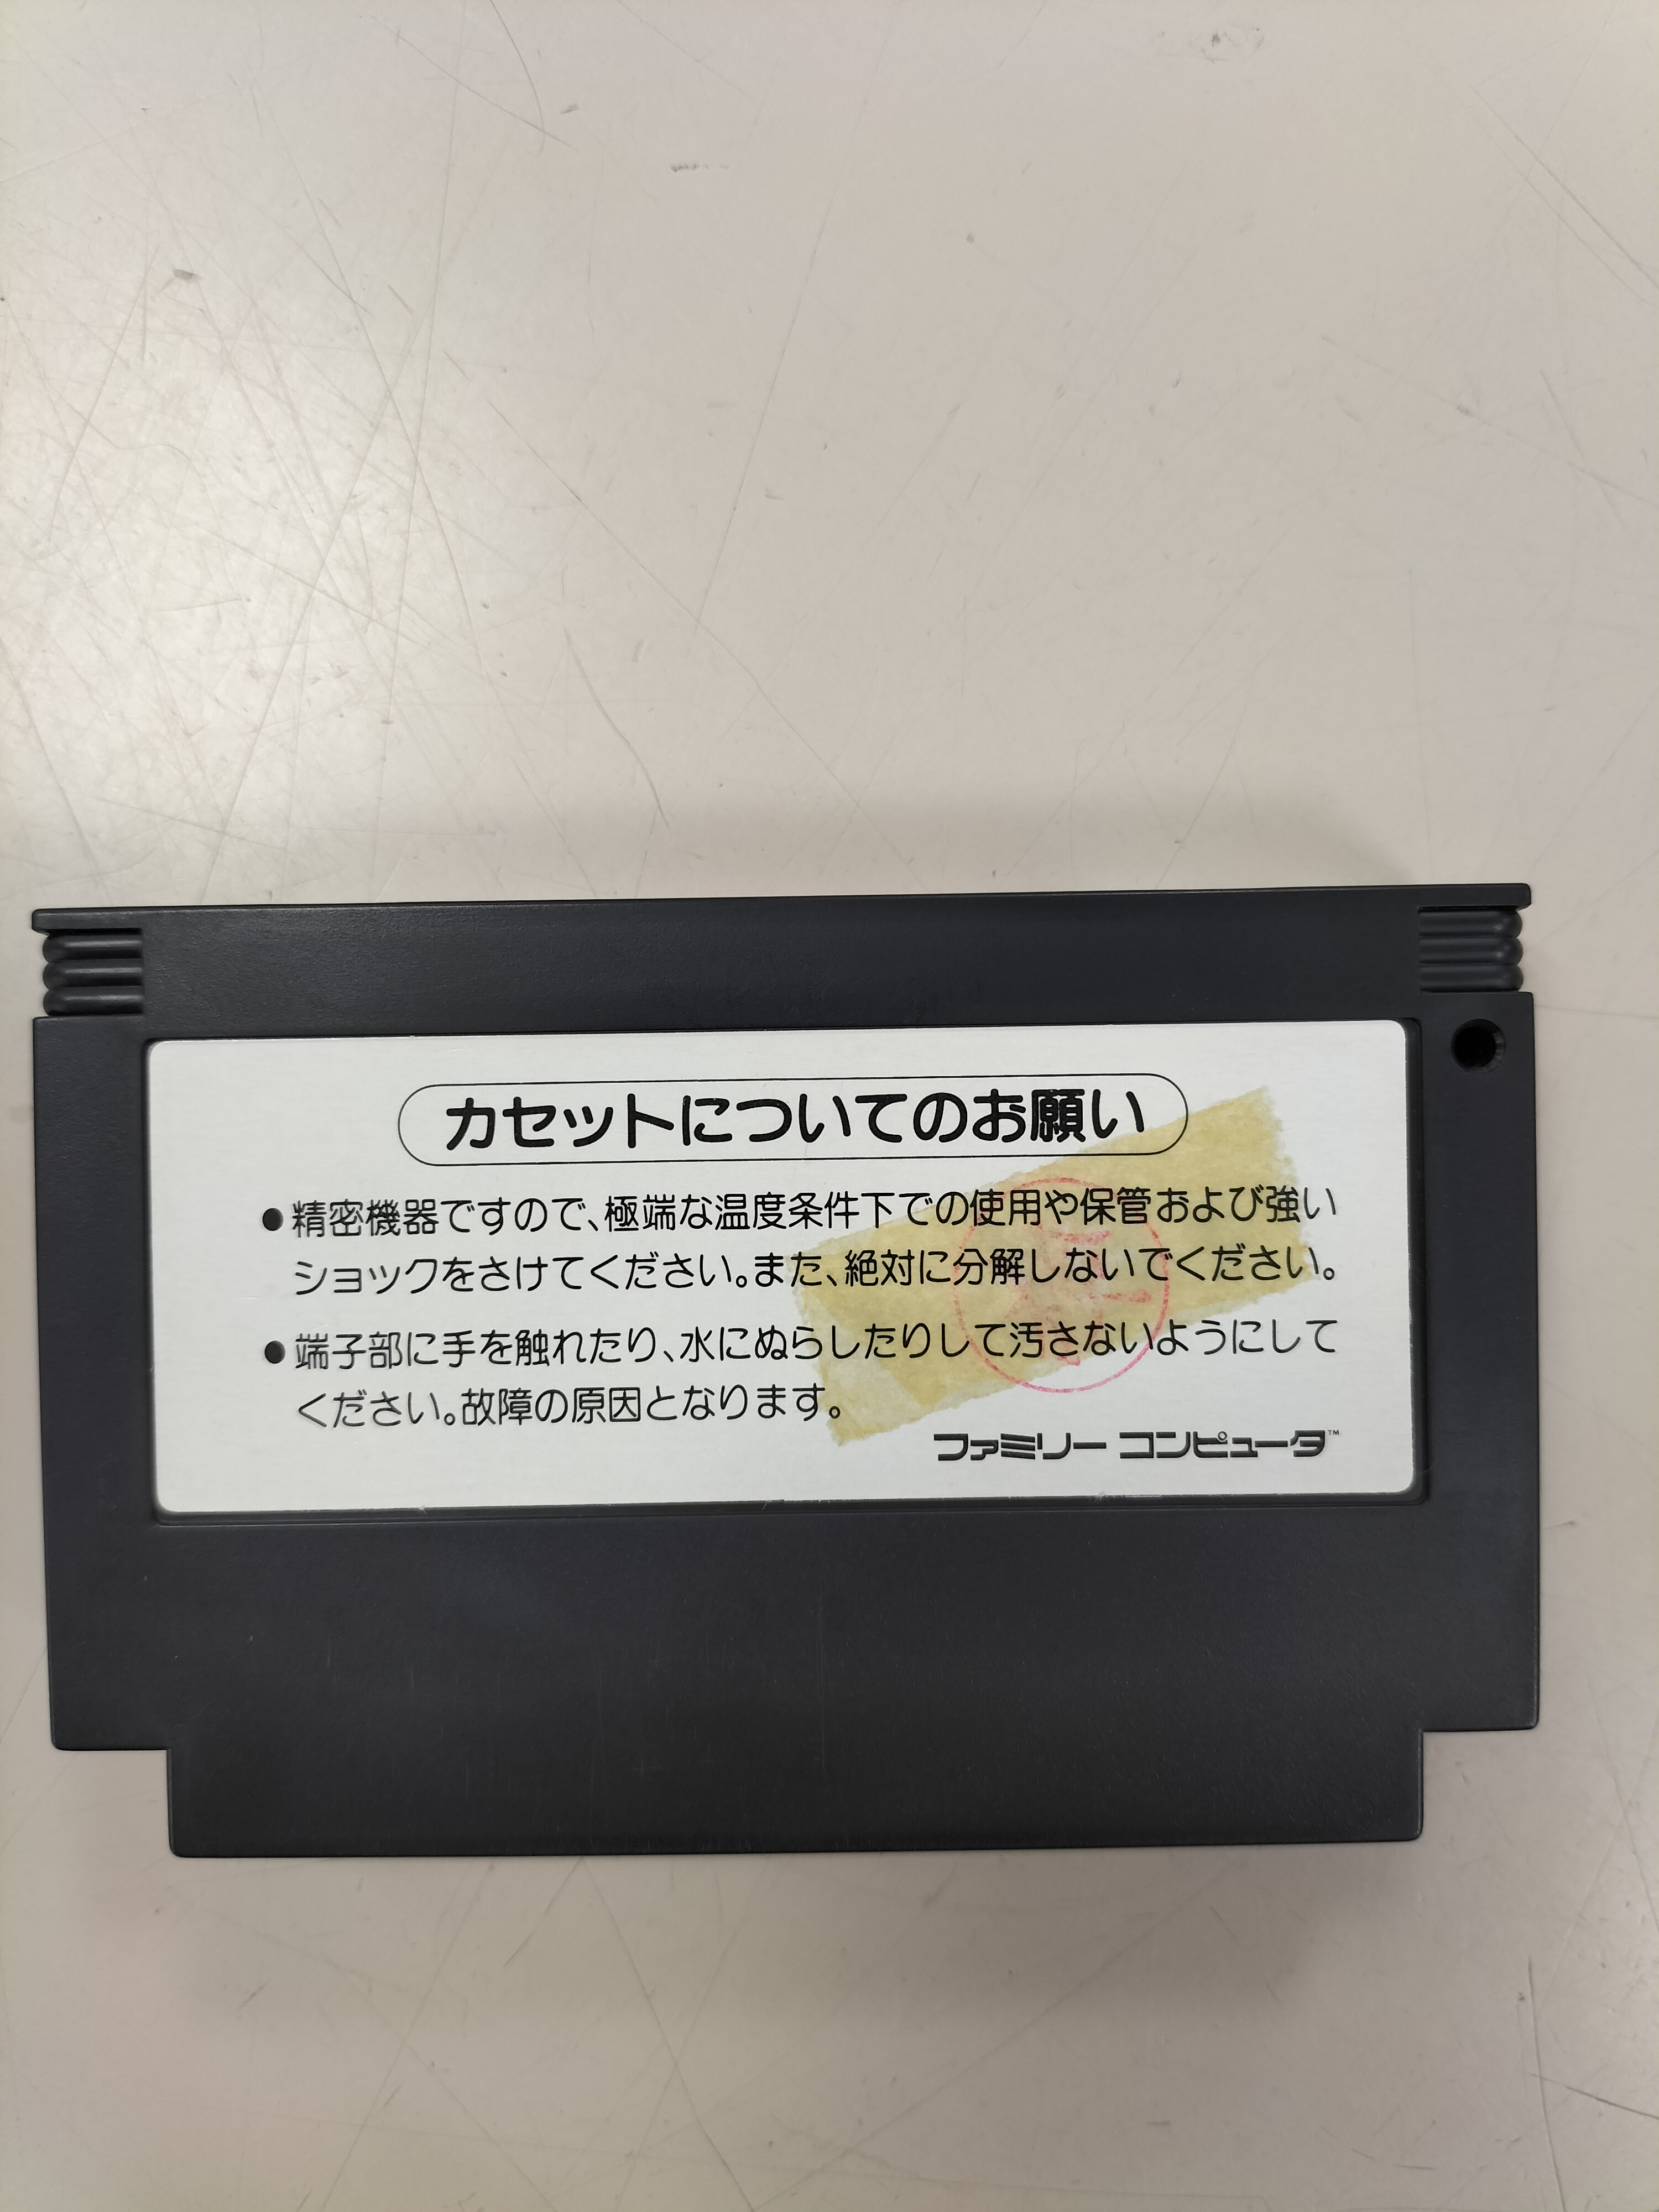 カセットについてのお願い
●精密機器ですので、極端な温度条件下での使用や保管および強い
ショックをさけてください。また、絶対に分解しないでください。
●端子部に手を触れたり、水にぬらしたりして汚さないようにして
ください。故障の原因となります。
ファミリー コンピュータ™